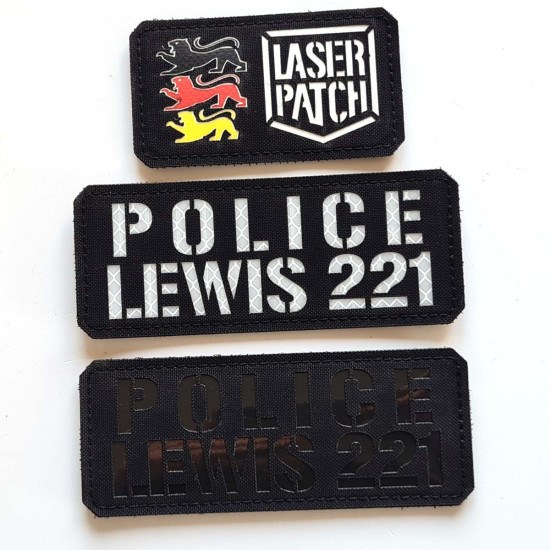 LASER
PATCH
POLICE
LEWIS 221
POLICE
LEWIS 221